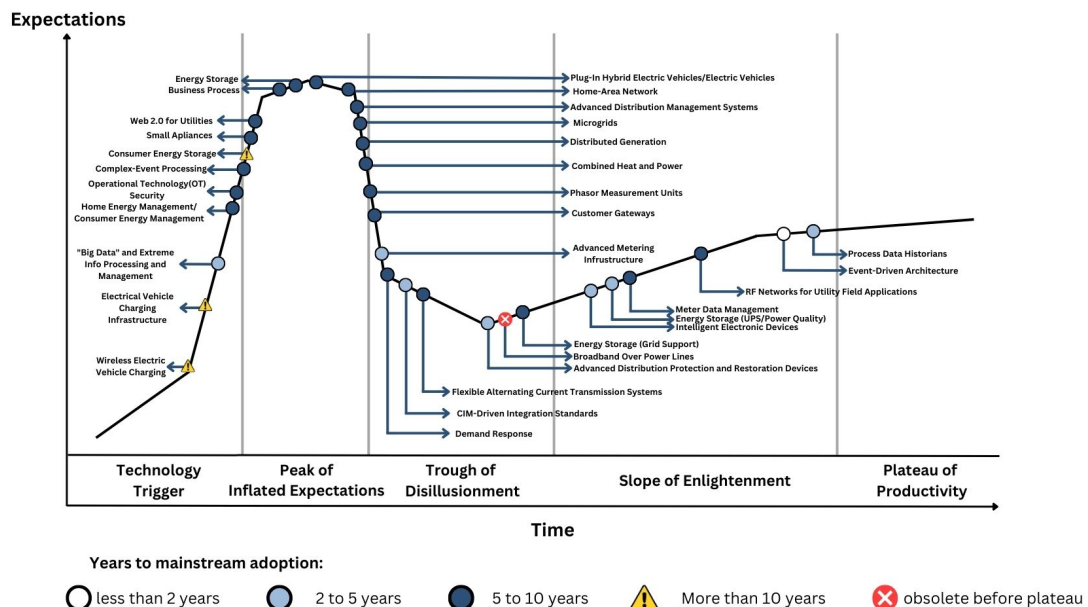 Expectations
Energy Storage
Business Process
Web 2.0 for Utilities
Small Apliances
Consumer Energy Storage
Complex-Event Processing
Operational Technology(OT)
Security
Home Energy Management/
Consumer Energy Management
"Big Data" and Extreme
Info Processing and
Management
Electrical Vehicle
Charging
Infrastructure
Wireless Electric
Vehicle Charging
Plug-In Hybrid Electric Vehicles/Electric Vehicles
Home-Area Network
Advanced Distribution Management Systems
Microgrids
Distributed Generation
Combined Heat and Power
Phasor Measurement Units
Customer Gateways
Advanced Metering
Infrustructure
Process Data Historians
Event-Driven Architecture
RF Networks for Utility Field Applications
Meter Data Management
Energy Storage (UPS/Power Quality)
Intelligent Electronic Devices
Energy Storage (Grid Support)
Broadband Over Power Lines
Advanced Distribution Protection and Restoration Devices
Flexible Alternating Current Transmission Systems
CIM-Driven Integration Standards
Demand Response
Technology
Trigger
Peak of
Inflated Expectations
Trough of
Disillusionment
Slope of Enlightenment
Plateau of
Productivity
Time
Years to mainstream adoption:
less than 2 years
2 to 5 years
5 to 10 years
More than 10 years
obsolete before plateau